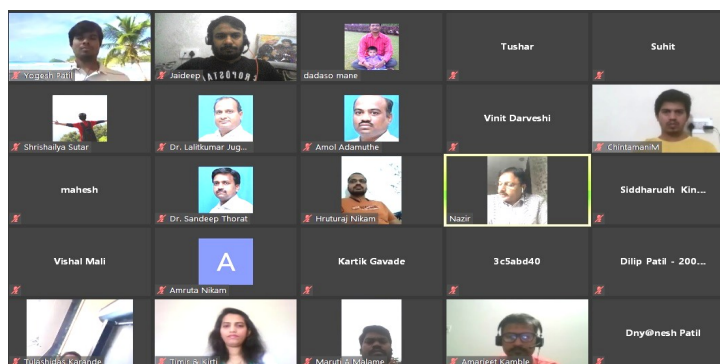 Yogesh Patil
Jaideep
dadaso mane
Tushar
Suhit
Shrishailya Sutar
Dr. Lalitkumar Jug...
Amol Adamuthe
Vinit Darveshi
ChintamaniM
mahesh
Dr. Sandeep Thorat
Hruturaj Nikam
Nazir
Siddharudh Kin...
Vishal Mali
A
Amruta Nikam
Kartik Gavade
3c5abd40
Dilip Patil - 200...
Tulashidas Karande
Timir & Kirti
Maruti A Malame
Amarjeet Kamble
Dny@nesh Patil